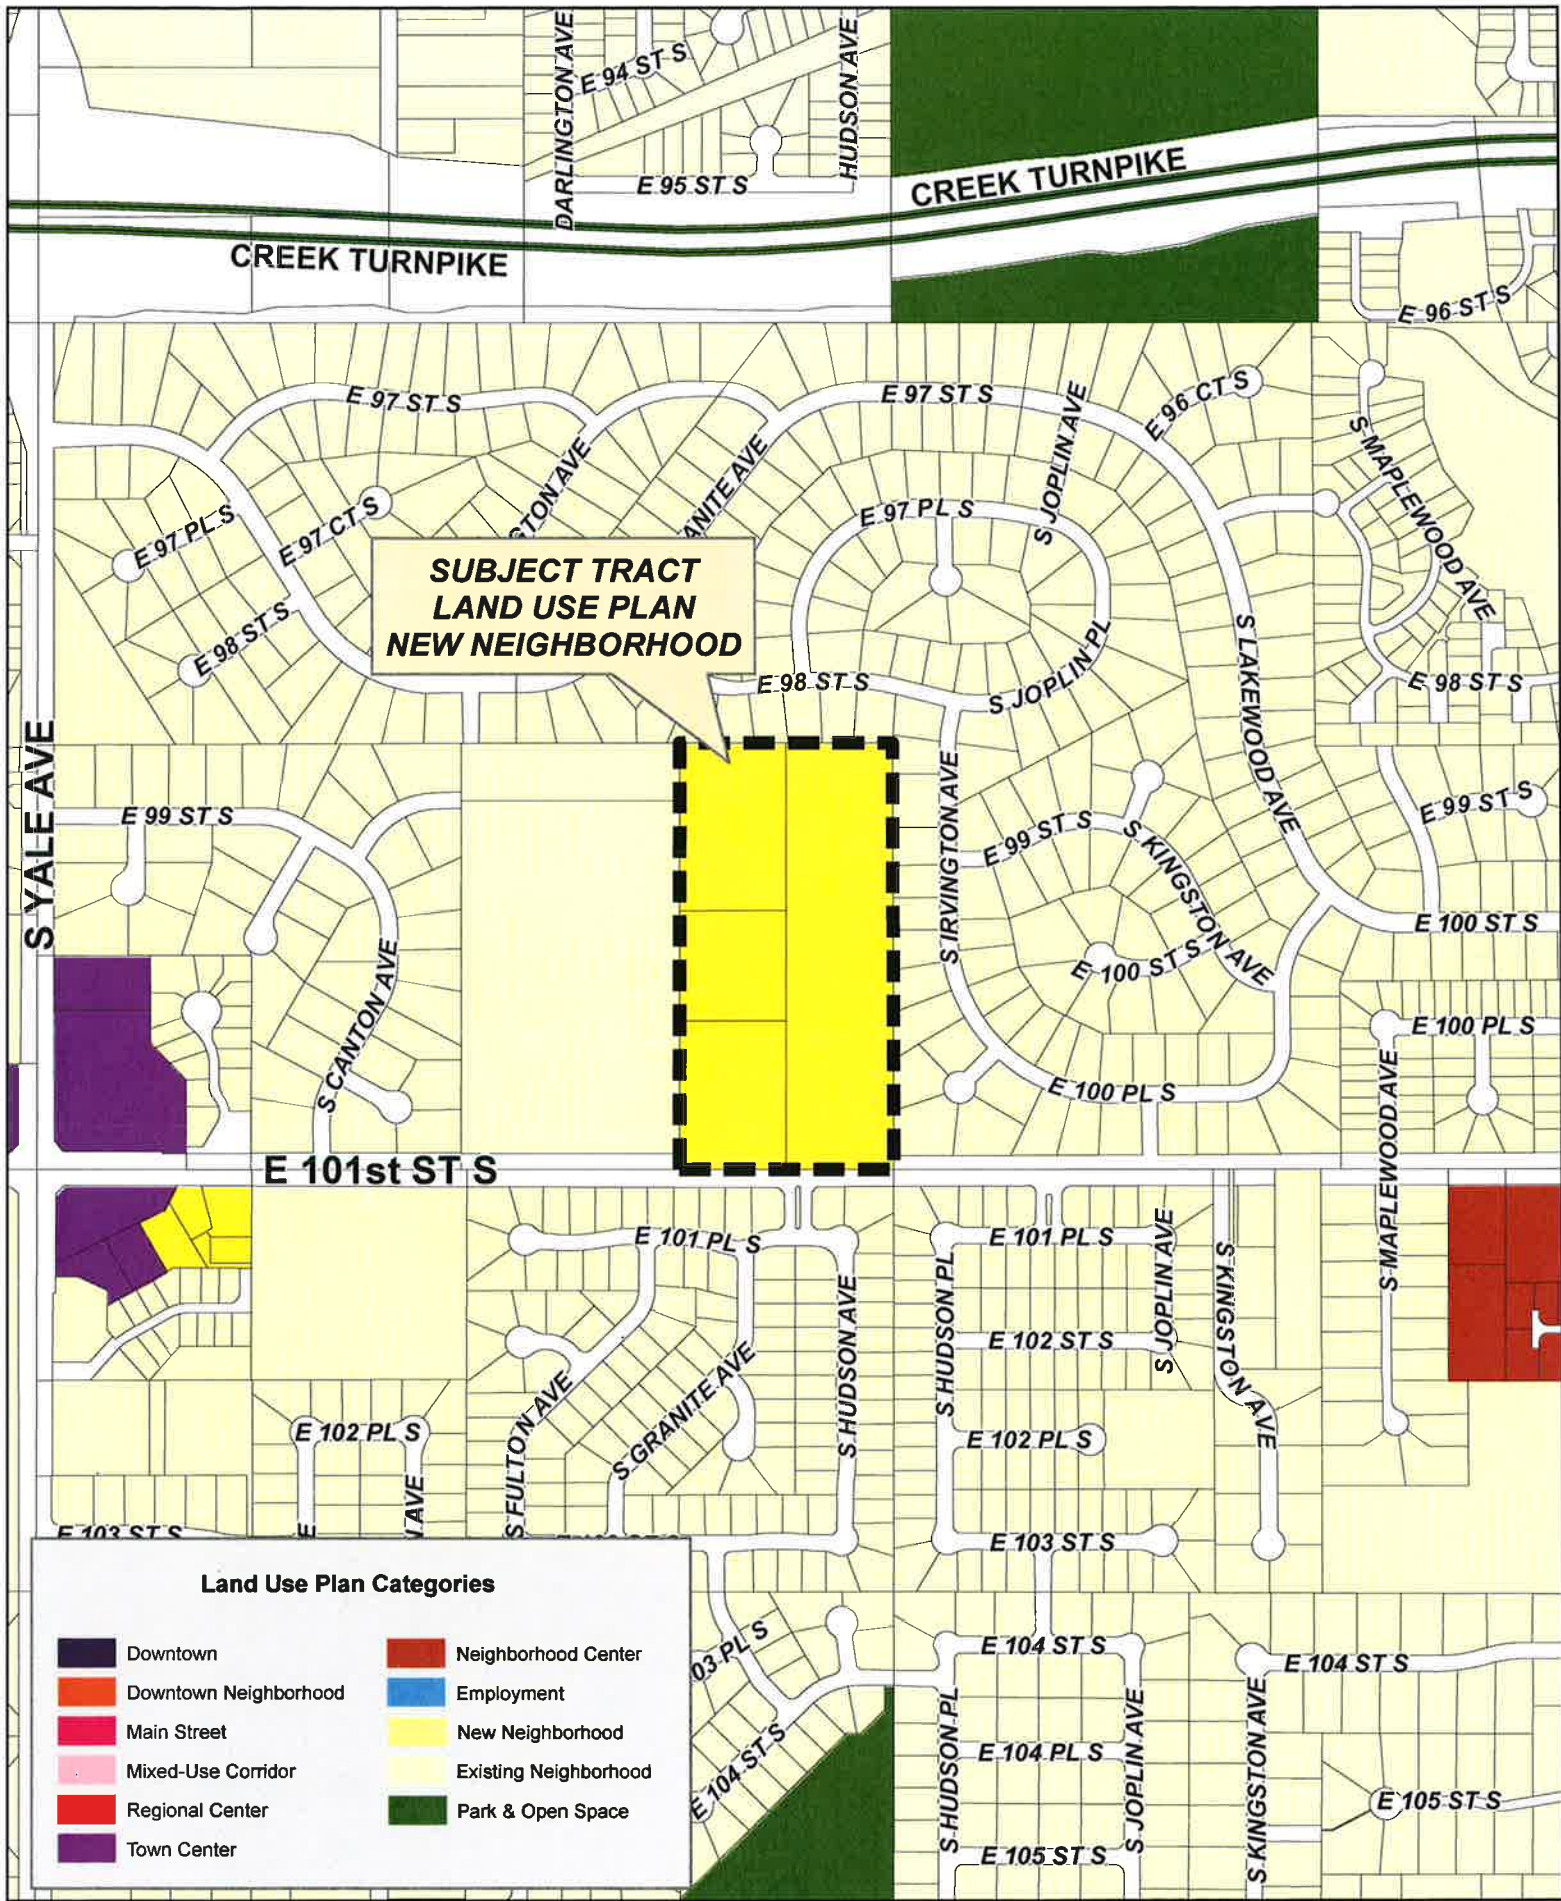 DARLINGTON AVE
E 94 ST S
HUDSON AVE
E 95 ST S
CREEK TURNPIKE
CREEK TURNPIKE
E 96 ST S
E 97 ST S
E 97 ST S
S JOPLIN AVE
E 96 CT S
S MAPLEWOOD AVE
GTON AVE
ANITE AVE
E 97 PL S
E 97 CT S
E 97 PL S
SUBJECT TRACT
LAND USE PLAN
NEW NEIGHBORHOOD
E 98 ST S
E 98 ST S
S JOPLIN PL
S LAKEWOOD AVE
E 98 ST S
S YALE AVE
E 99 ST S
S IRVINGTON AVE
E 99 ST S
S KINGSTON AVE
E 99 ST S
E 100 ST S
E 100 ST S
S CANTON AVE
E 100 PL S
E 100 PL S
S MAPLEWOOD AVE
E 101st ST S
E 101 PL S
E 101 PL S
S JOPLIN AVE
S KINGSTON AVE
S HUDSON AVE
S HUDSON PL
E 102 ST S
S FULTON AVE
S GRANITE AVE
E 102 PL S
E 102 PL S
AVE
E 103 ST S
E
E 103 ST S
03 PL S
E 104 ST S
E 104 ST S
E 104 ST S
S HUDSON PL
S JOPLIN AVE
S KINGSTON AVE
E 104 PL S
E 105 ST S
E 105 ST S
Land Use Plan Categories
Downtown
Downtown Neighborhood
Main Street
Mixed-Use Corridor
Regional Center
Town Center
Neighborhood Center
Employment
New Neighborhood
Existing Neighborhood
Park & Open Space